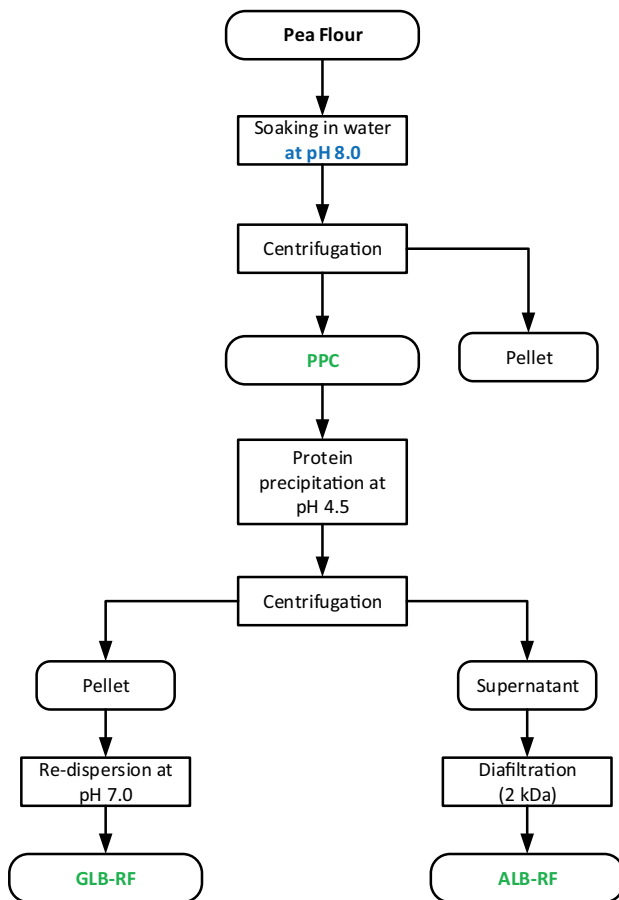 Pea Flour
Soaking in water
at pH 8.0
Centrifugation
PPC
Pellet
Protein
precipitation at
pH 4.5
Centrifugation
Pellet
Supernatant
Re-dispersion at
pH 7.0
Diafiltration
(2 kDa)
GLB-RF
ALB-RF